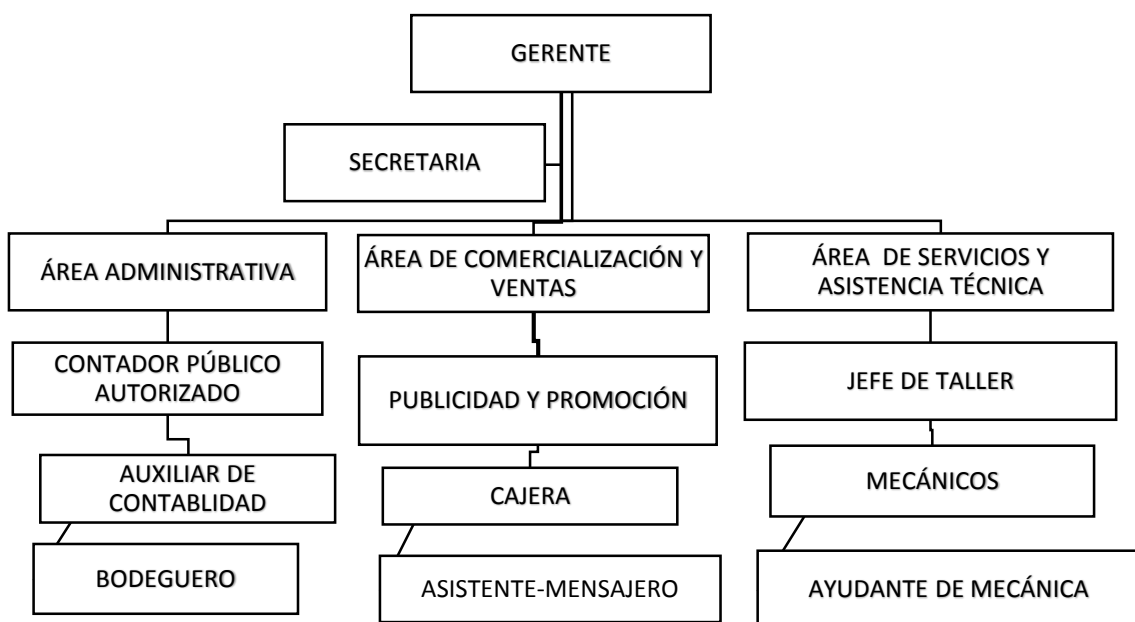 GERENTE
SECRETARIA
ÁREA ADMINISTRATIVA
ÁREA DE COMERCIALIZACIÓN Y
VENTAS
ÁREA DE SERVICIOS Y
ASISTENCIA TÉCNICA
CONTADOR PÚBLICO
AUTORIZADO
PUBLICIDAD Y PROMOCIÓN
JEFE DE TALLER
AUXILIAR DE
CONTABLIDAD
CAJERA
MECÁNICOS
BODEGUERO
ASISTENTE-MENSAJERO
AYUDANTE DE MECÁNICA